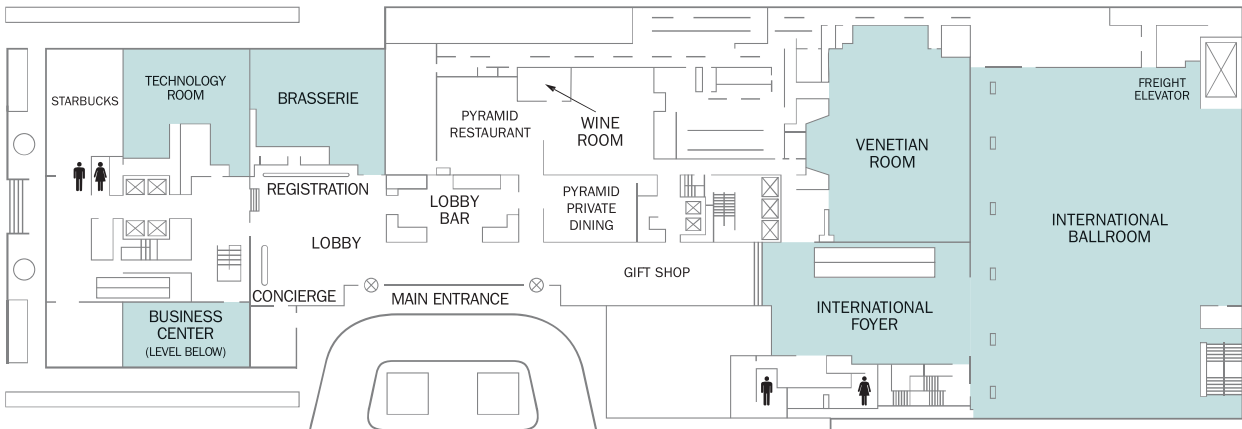 STARBUCKS
TECHNOLOGY
ROOM
BRASSERIE
PYRAMID
RESTAURANT
WINE
ROOM
VENETIAN
ROOM
FREIGHT
ELEVATOR
REGISTRATION
LOBBY
BAR
PYRAMID
PRIVATE
DINING
INTERNATIONAL
BALLROOM
LOBBY
GIFT SHOP
CONCIERGE
MAIN ENTRANCE
INTERNATIONAL
FOYER
BUSINESS
CENTER
(LEVEL BELOW)